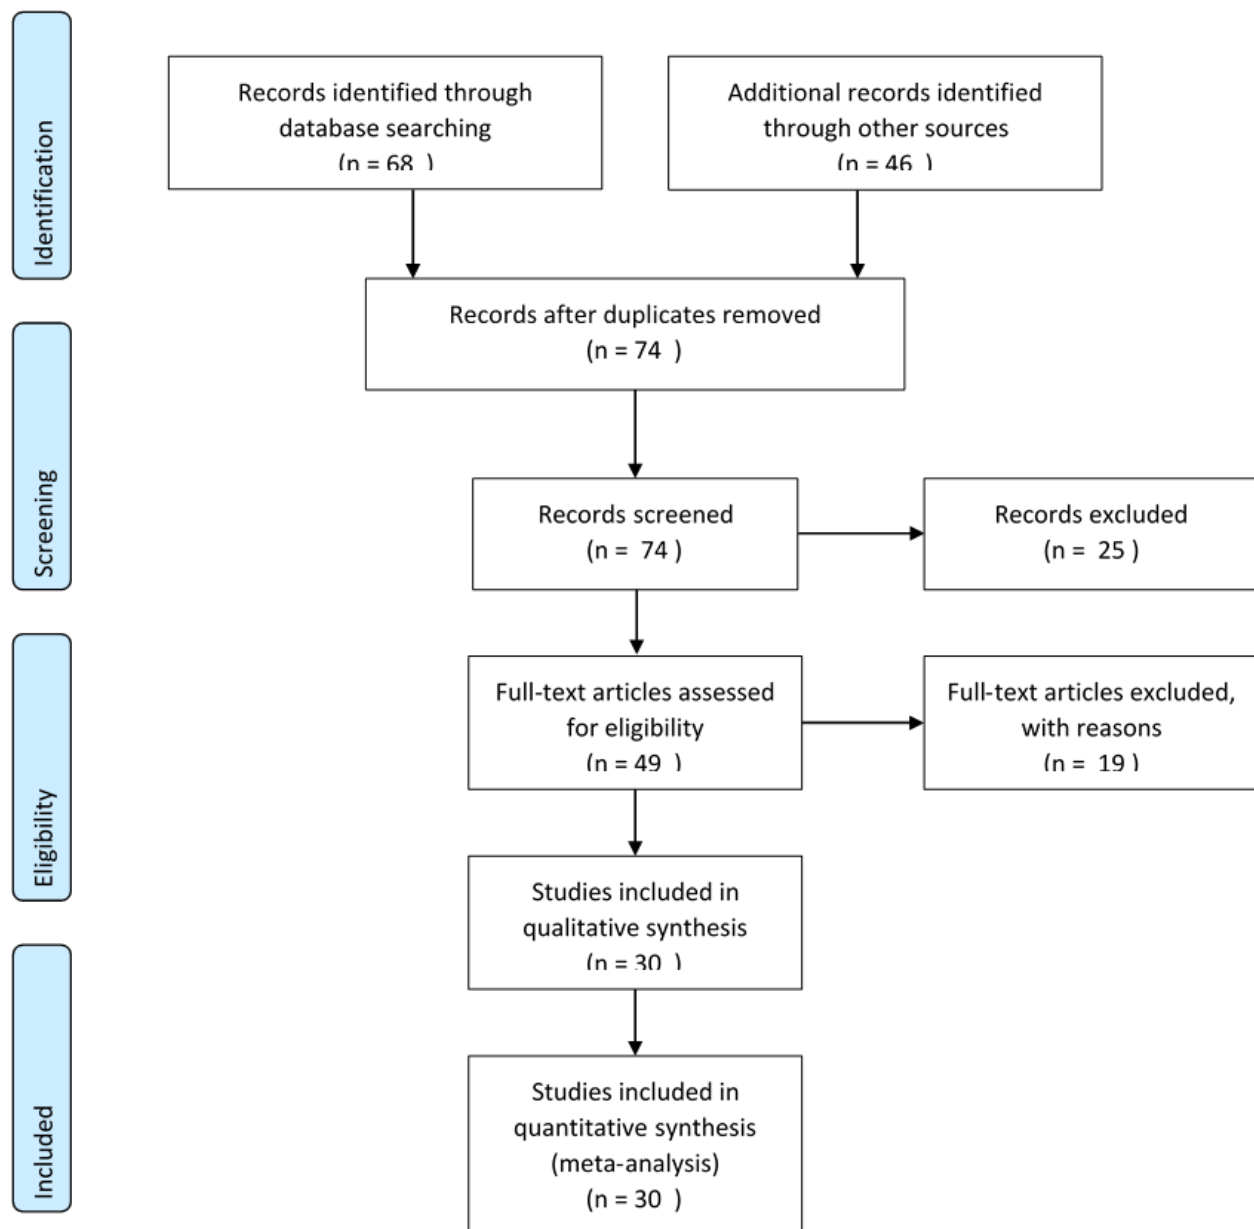 Identification
Records identified through
database searching
(n = 68  )
Additional records identified
through other sources
(n = 46  )
Records after duplicates removed
(n = 74  )
Screening
Records screened
(n =  74 )
Records excluded
(n =  25 )
Eligibility
Full-text articles assessed
for eligibility
(n = 49  )
Full-text articles excluded,
with reasons
(n =  19 )
Studies included in
qualitative synthesis
(n = 30  )
Included
Studies included in
quantitative synthesis
(meta-analysis)
(n = 30  )